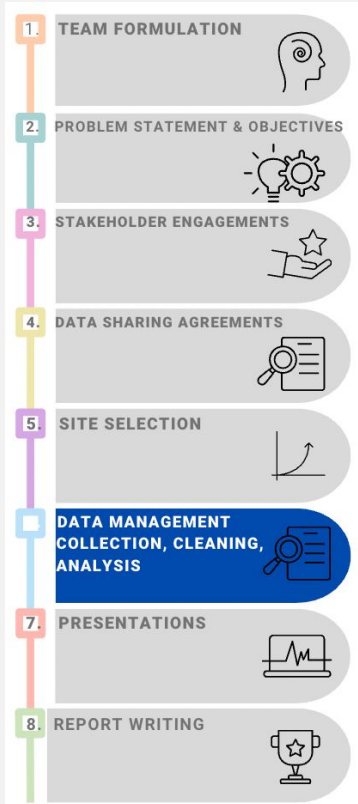 1. TEAM FORMULATION
2. PROBLEM STATEMENT & OBJECTIVES
3. STAKEHOLDER ENGAGEMENTS
4. DATA SHARING AGREEMENTS
5. SITE SELECTION
DATA MANAGEMENT
COLLECTION, CLEANING,
ANALYSIS
7. PRESENTATIONS
8. REPORT WRITING